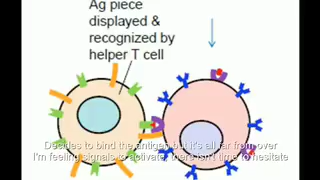 Ag piece
displayed &
recognized by
helper T cell
Decides to bind the antigen but it's all far from over
I'm feeling signals to activate, there isn't time to hesitate